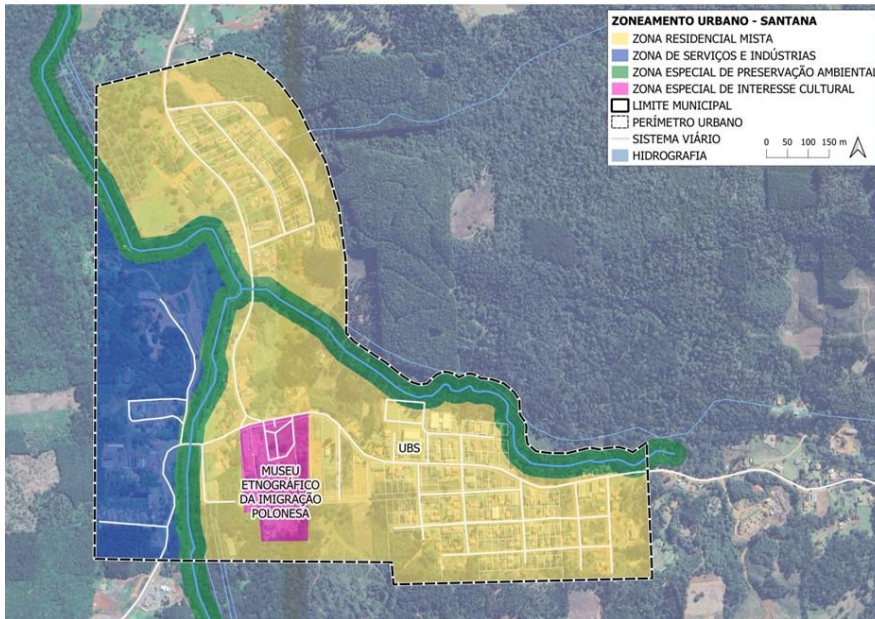 ZONEAMENTO URBANO - SANTANA
ZONA RESIDENCIAL MISTA
ZONA DE SERVIÇOS E INDÚSTRIAS
ZONA ESPECIAL DE PRESERVAÇÃO AMBIENTAL
ZONA ESPECIAL DE INTERESSE CULTURAL
LIMITE MUNICIPAL
PERÍMETRO URBANO
SISTEMA VIÁRIO
HIDROGRAFIA
0 50 100 150 m
UBS
MUSEU
ETNOGRÁFICO
DA IMIGRAÇÃO
POLONESA